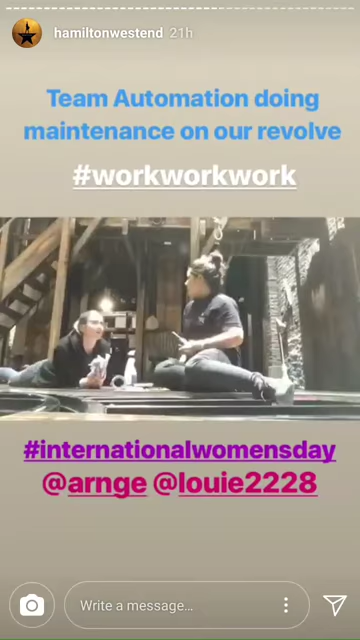 hamiltonwestend 21h
Team Automation doing
maintenance on our revolve
#workworkwork
#internationalwomensday
@arnge @louie2228
Write a message...